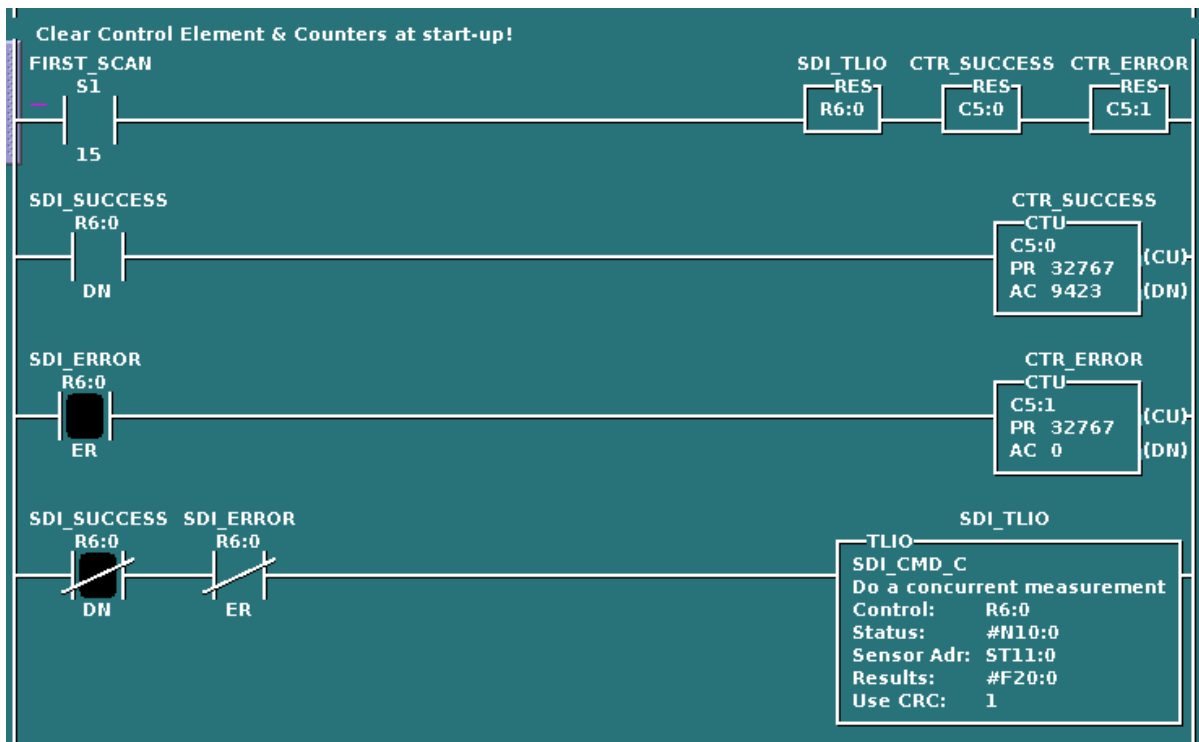 Clear Control Element & Counters at start-up!
FIRST_SCAN
S1
15
SDI_TLIO CTR_SUCCESS CTR_ERROR
RES RES RES
R6:0 C5:0 C5:1
SDI_SUCCESS
R6:0
DN
CTR_SUCCESS
CTU
C5:0
PR 32767
AC 9423
(CU)
(DN)
SDI_ERROR
R6:0
ER
CTR_ERROR
CTU
C5:1
PR 32767
AC 0
(CU)
(DN)
SDI_SUCCESS SDI_ERROR
R6:0 R6:0
DN ER
SDI_TLIO
TLIO
SDI_CMD_C
Do a concurrent measurement
Control: R6:0
Status: #N10:0
Sensor Adr: ST11:0
Results: #F20:0
Use CRC: 1